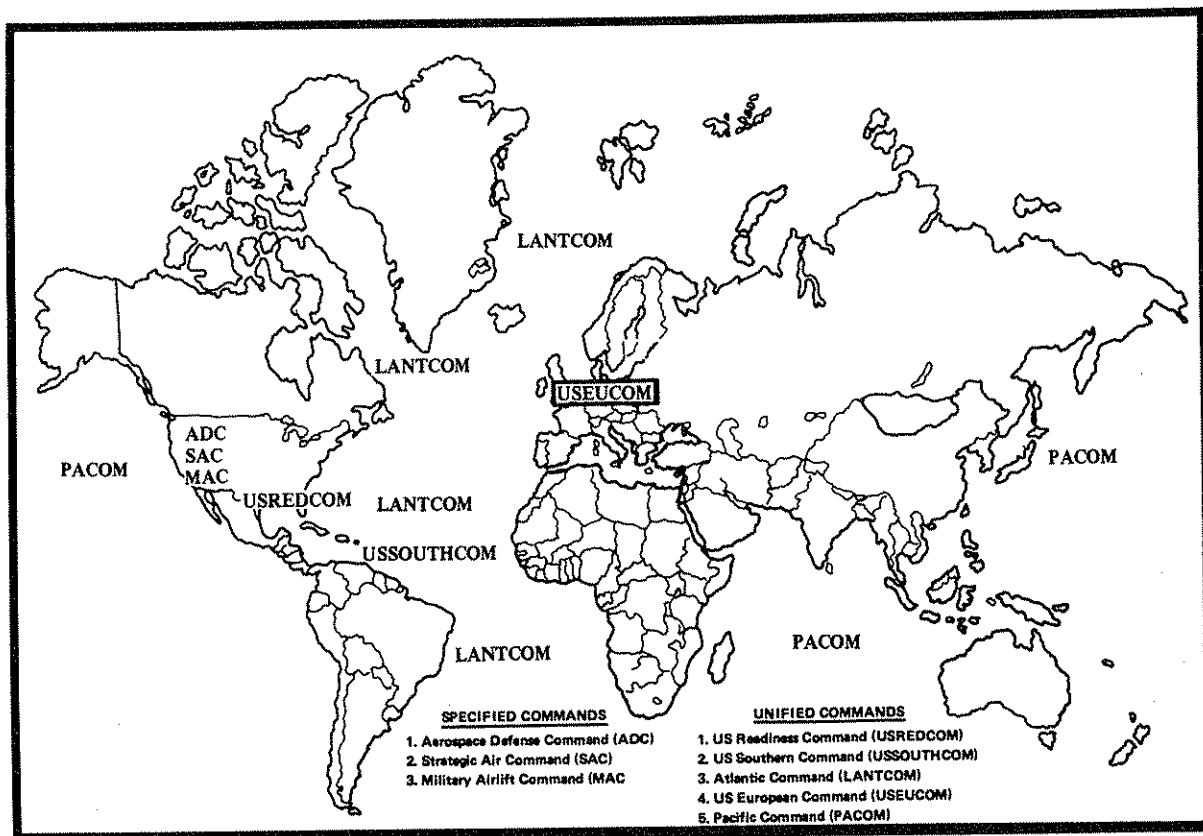 LANTCOM
LANTCOM
USEUCOM
ADC
SAC
MAC
PACOM
PACOM
USREDCOM
LANTCOM
USSOUTHCOM
LANTCOM
PACOM
SPECIFIED COMMANDS
1. Aerospace Defense Command (ADC)
2. Strategic Air Command (SAC)
3. Military Airlift Command (MAC
UNIFIED COMMANDS
1. US Readiness Command (USREDCOM)
2. US Southern Command (USSOUTHCOM)
3. Atlantic Command (LANTCOM)
4. US European Command (USEUCOM)
5. Pacific Command (PACOM)